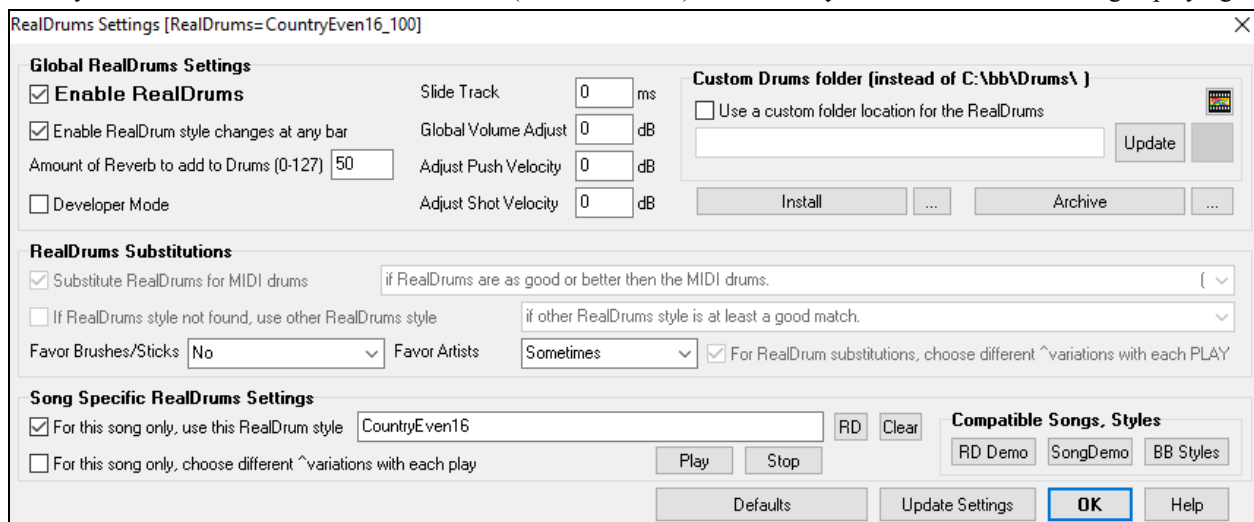 RealDrums Settings [RealDrums=CountryEven16_100]
Global RealDrums Settings
Enable RealDrums
Enable RealDrum style changes at any bar
Amount of Reverb to add to Drums (0-127) 50
Developer Mode
Slide Track 0 ms
Global Volume Adjust 0 dB
Adjust Push Velocity 0 dB
Adjust Shot Velocity 0 dB
Custom Drums folder (instead of C:\bb\Drums\ )
Use a custom folder location for the RealDrums
Update
Install ... Archive ...
RealDrums Substitutions
Substitute RealDrums for MIDI drums if RealDrums are as good or better then the MIDI drums. (
If RealDrums style not found, use other RealDrums style if other RealDrums style is at least a good match.
Favor Brushes/Sticks No Favor Artists Sometimes For RealDrum substitutions, choose different ^variations with each PLAY
Song Specific RealDrums Settings
For this song only, use this RealDrum style CountryEven16 RD Clear
For this song only, choose different ^variations with each play Play Stop
Compatible Songs, Styles
RD Demo SongDemo BB Styles
Defaults Update Settings OK Help